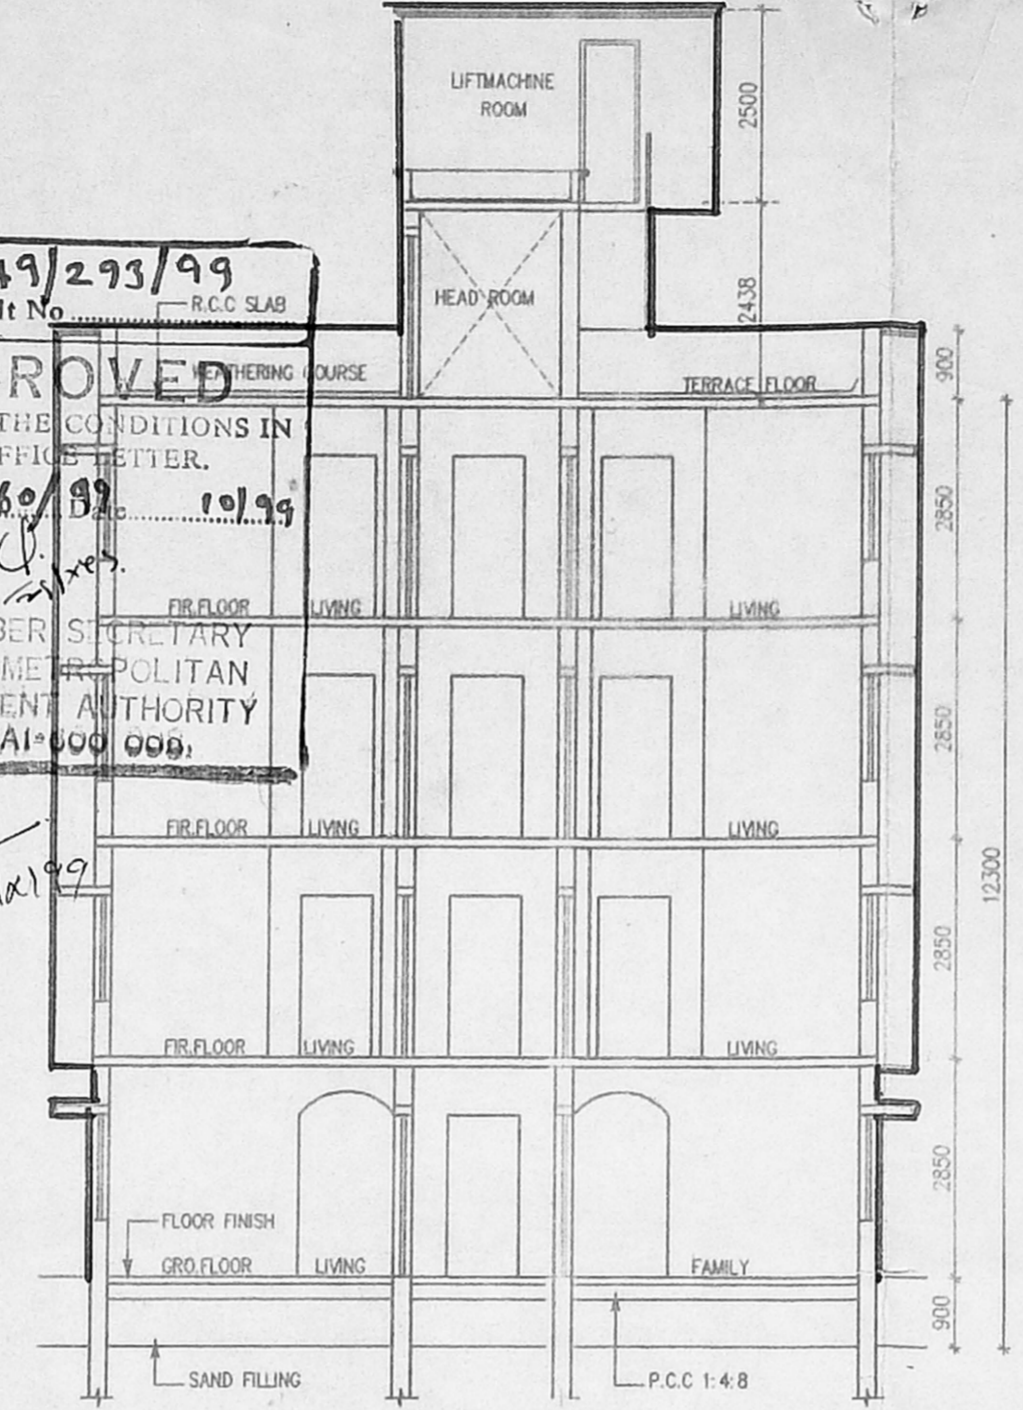 LIFTMACHINE
ROOM
2500
2438
HEAD ROOM
49/293/99
R.C.C SLAB
WEATHERING COURSE
TERRACE FLOOR
900
ROVED
THE CONDITIONS IN
FFICE LETTER.
60/99 Date 10/99
2850
FIR.FLOOR LIVING LIVING
BER SECRETARY
METROPOLITAN
ENT AUTHORITY
AI-600 008.
2850
FIR.FLOOR LIVING LIVING
12300
2850
FIR.FLOOR LIVING LIVING
2850
FLOOR FINISH
GRO.FLOOR LIVING FAMILY
900
SAND FILLING
P.C.C 1:4:8